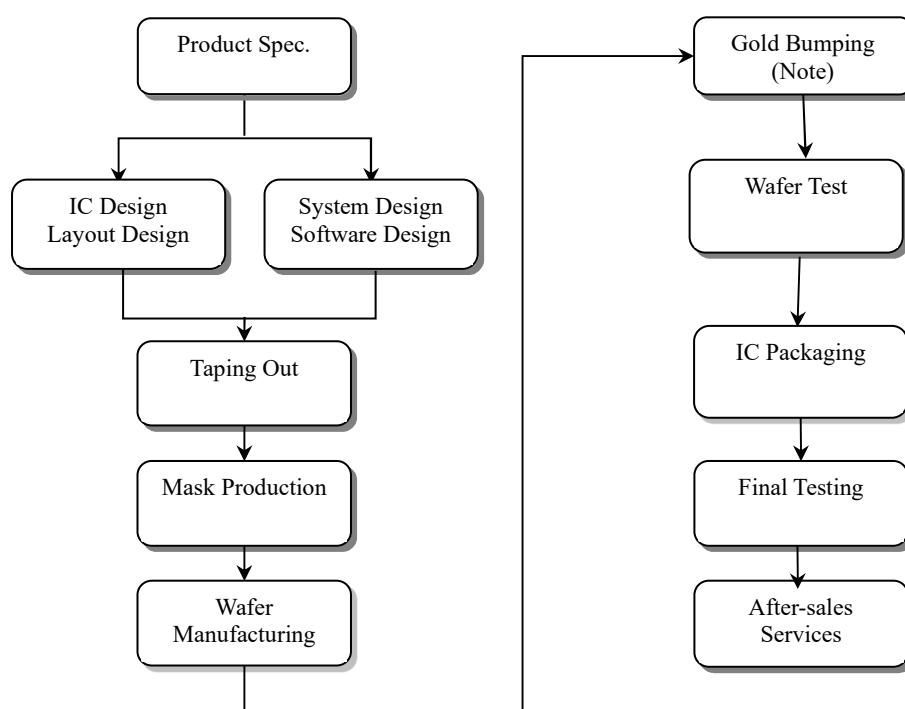 Product Spec.
IC Design
Layout Design
System Design
Software Design
Taping Out
Mask Production
Wafer
Manufacturing
Gold Bumping
(Note)
Wafer Test
IC Packaging
Final Testing
After-sales
Services